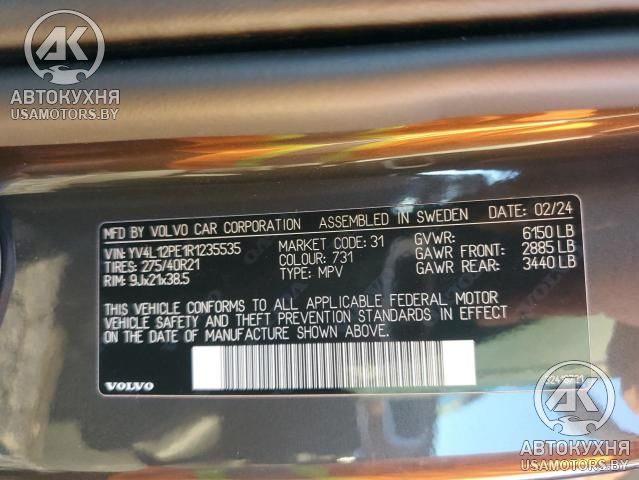 АК
АВТОКУХНЯ
USAMOTORS.BY
MFD BY VOLVO CAR CORPORATION ASSEMBLED IN SWEDEN DATE: 02/24
VIN: YV4L12PE1R1235535 MARKET CODE: 31 GVWR: 6150 LB
TIRES: 275/40R21 COLOUR: 731 GAWR FRONT: 2885 LB
RIM: 9Jx21x38.5 TYPE: MPV GAWR REAR: 3440 LB
THIS VEHICLE CONFORMS TO ALL APPLICABLE FEDERAL MOTOR
VEHICLE SAFETY AND THEFT PREVENTION STANDARDS IN EFFECT
ON THE DATE OF MANUFACTURE SHOWN ABOVE.
VOLVO
АК
АВТОКУХНЯ
USAMOTORS.BY